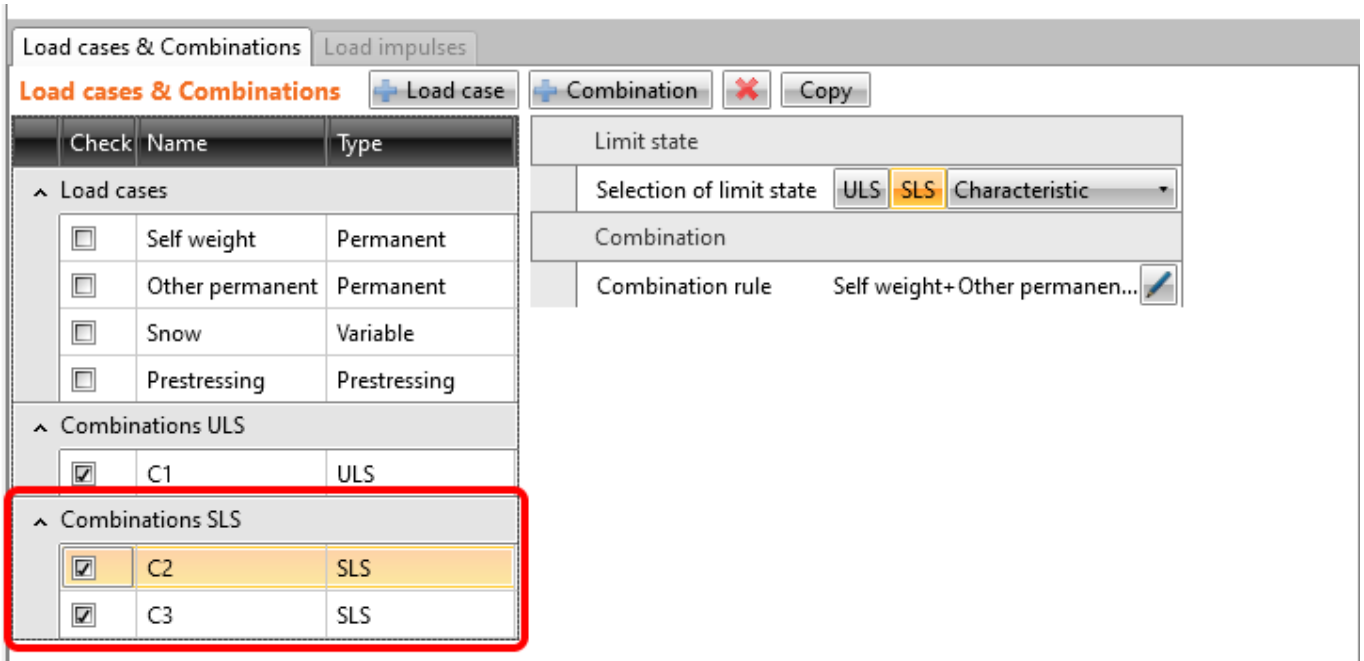 Load cases & Combinations Load impulses
Load cases & Combinations Load case Combination Copy
Check Name Type
Load cases
Self weight Permanent
Other permanent Permanent
Snow Variable
Prestressing Prestressing
Combinations ULS
C1 ULS
Combinations SLS
C2 SLS
C3 SLS
Limit state
Selection of limit state ULS SLS Characteristic
Combination
Combination rule Self weight+Other permanen...